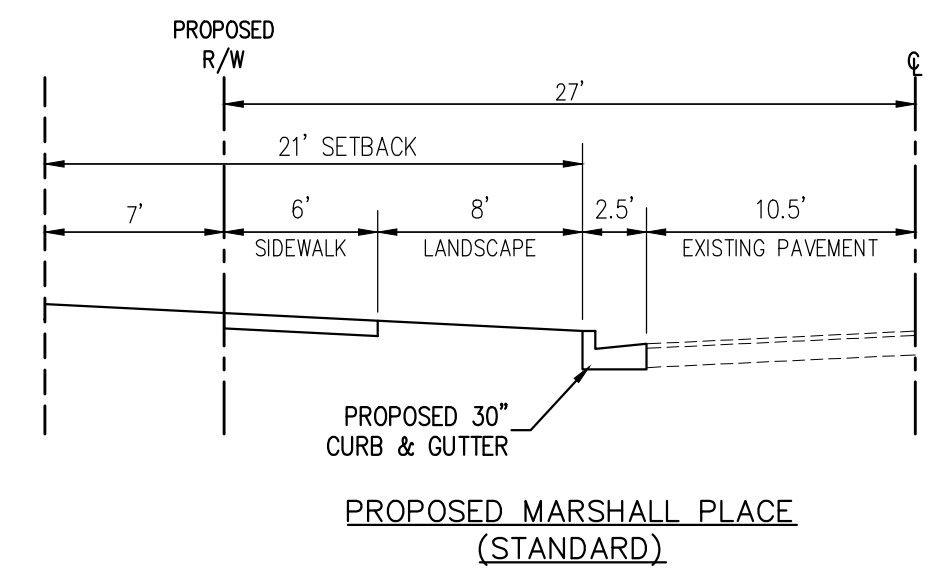 PROPOSED
R/W
℄
27'
21' SETBACK
7'
6'
8'
2.5'
10.5'
SIDEWALK
LANDSCAPE
EXISTING PAVEMENT
PROPOSED 30"
CURB & GUTTER
PROPOSED MARSHALL PLACE
(STANDARD)